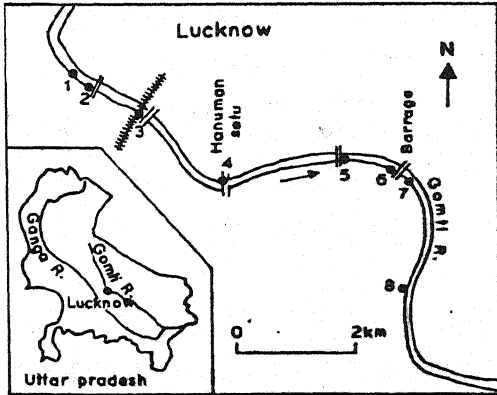 Lucknow
N
1
2
3
Hanuman
setu
4
5
Barrage
6
7
Gomti R.
8
0 2km
Ganga R.
Gomti R.
Lucknow
Uttar pradesh